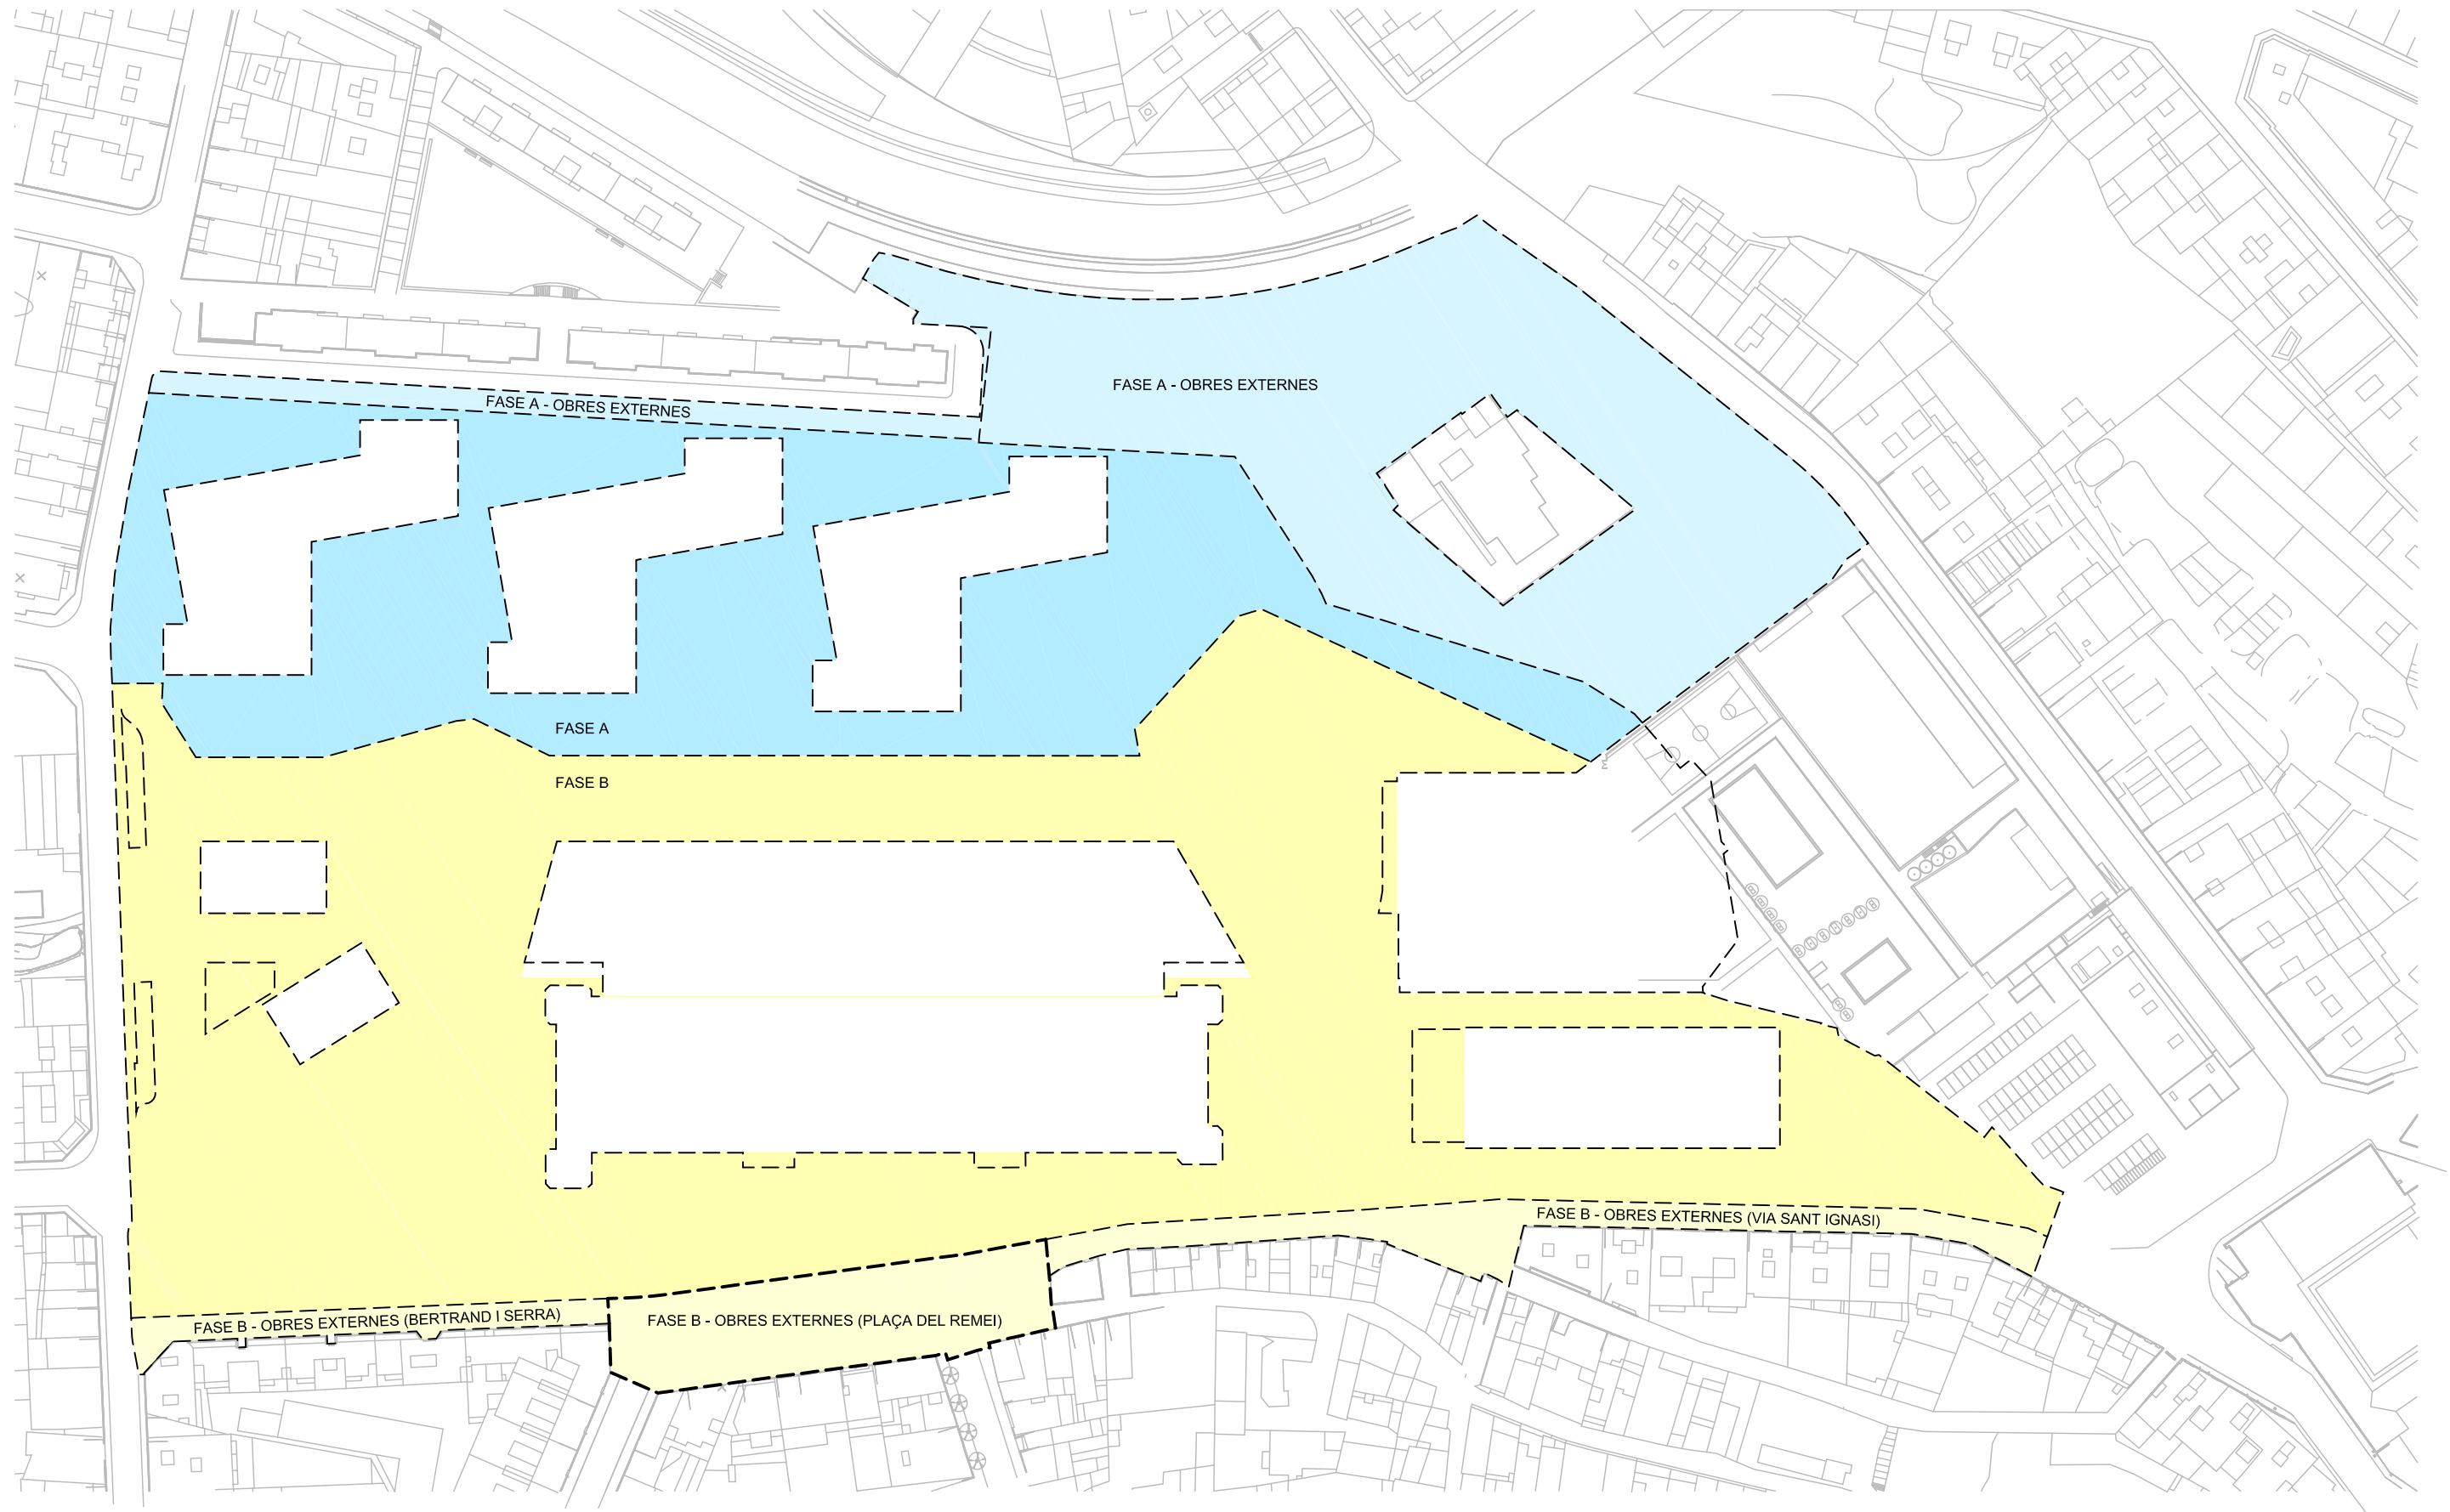 FASE A - OBRES EXTERNES
FASE A - OBRES EXTERNES
FASE A
FASE B
FASE B - OBRES EXTERNES (VIA SANT IGNASI)
FASE B - OBRES EXTERNES (BERTRAND I SERRA)
FASE B - OBRES EXTERNES (PLAÇA DEL REMEI)